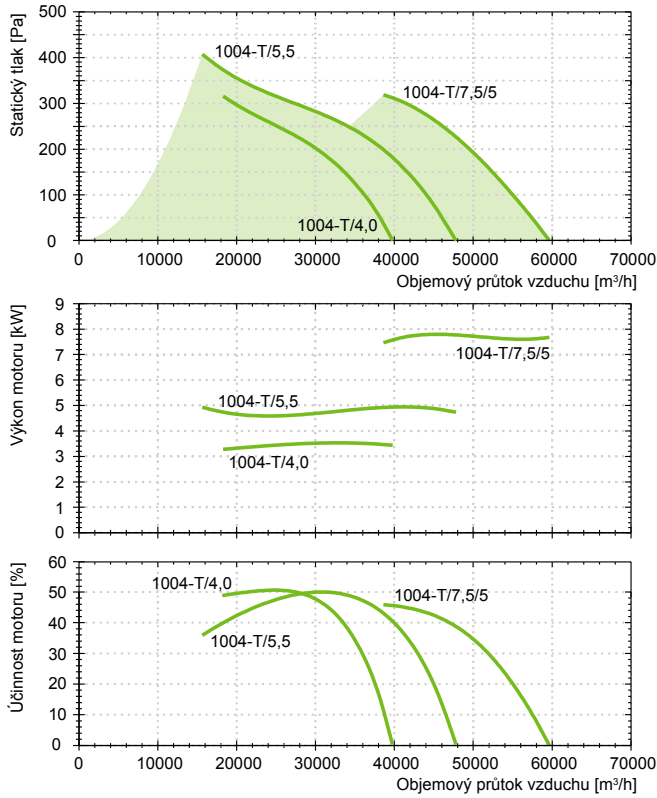 500
400
300
200
100
0
Statický tlak [Pa]
1004-T/5,5
1004-T/7,5/5
1004-T/4,0
0 10000 20000 30000 40000 50000 60000 70000
Objemový průtok vzduchu [m³/h]
9
8
7
6
5
4
3
2
1
0
Výkon motoru [kW]
1004-T/7,5/5
1004-T/5,5
1004-T/4,0
60
50
40
30
20
10
0
Účinnost motoru [%]
1004-T/4,0
1004-T/7,5/5
1004-T/5,5
0 10000 20000 30000 40000 50000 60000 70000
Objemový průtok vzduchu [m³/h]